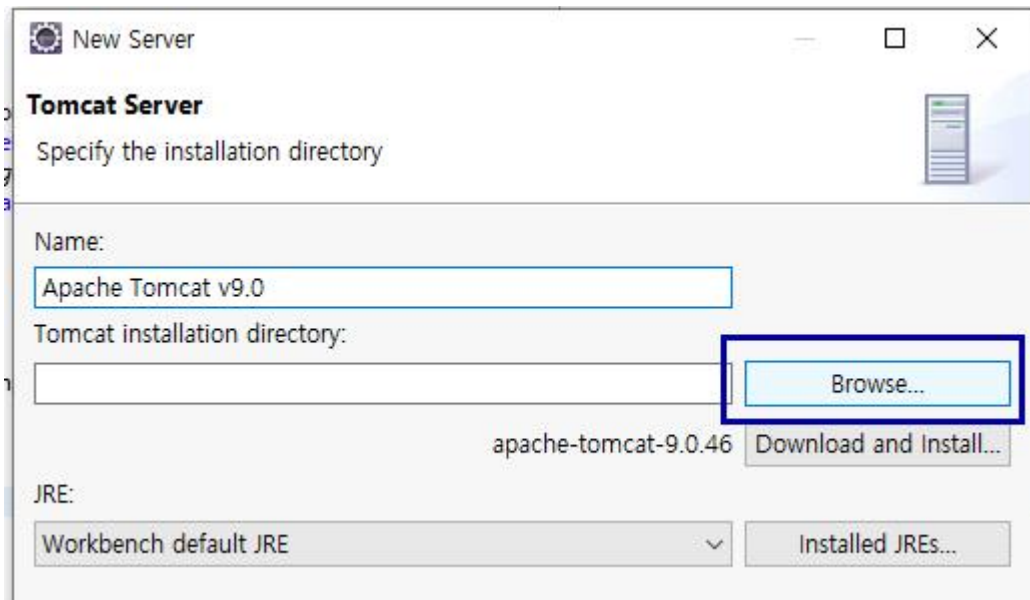 New Server
Tomcat Server
Specify the installation directory
Name:
Apache Tomcat v9.0
Tomcat installation directory:
Browse...
apache-tomcat-9.0.46 Download and Install...
JRE:
Workbench default JRE Installed JREs...